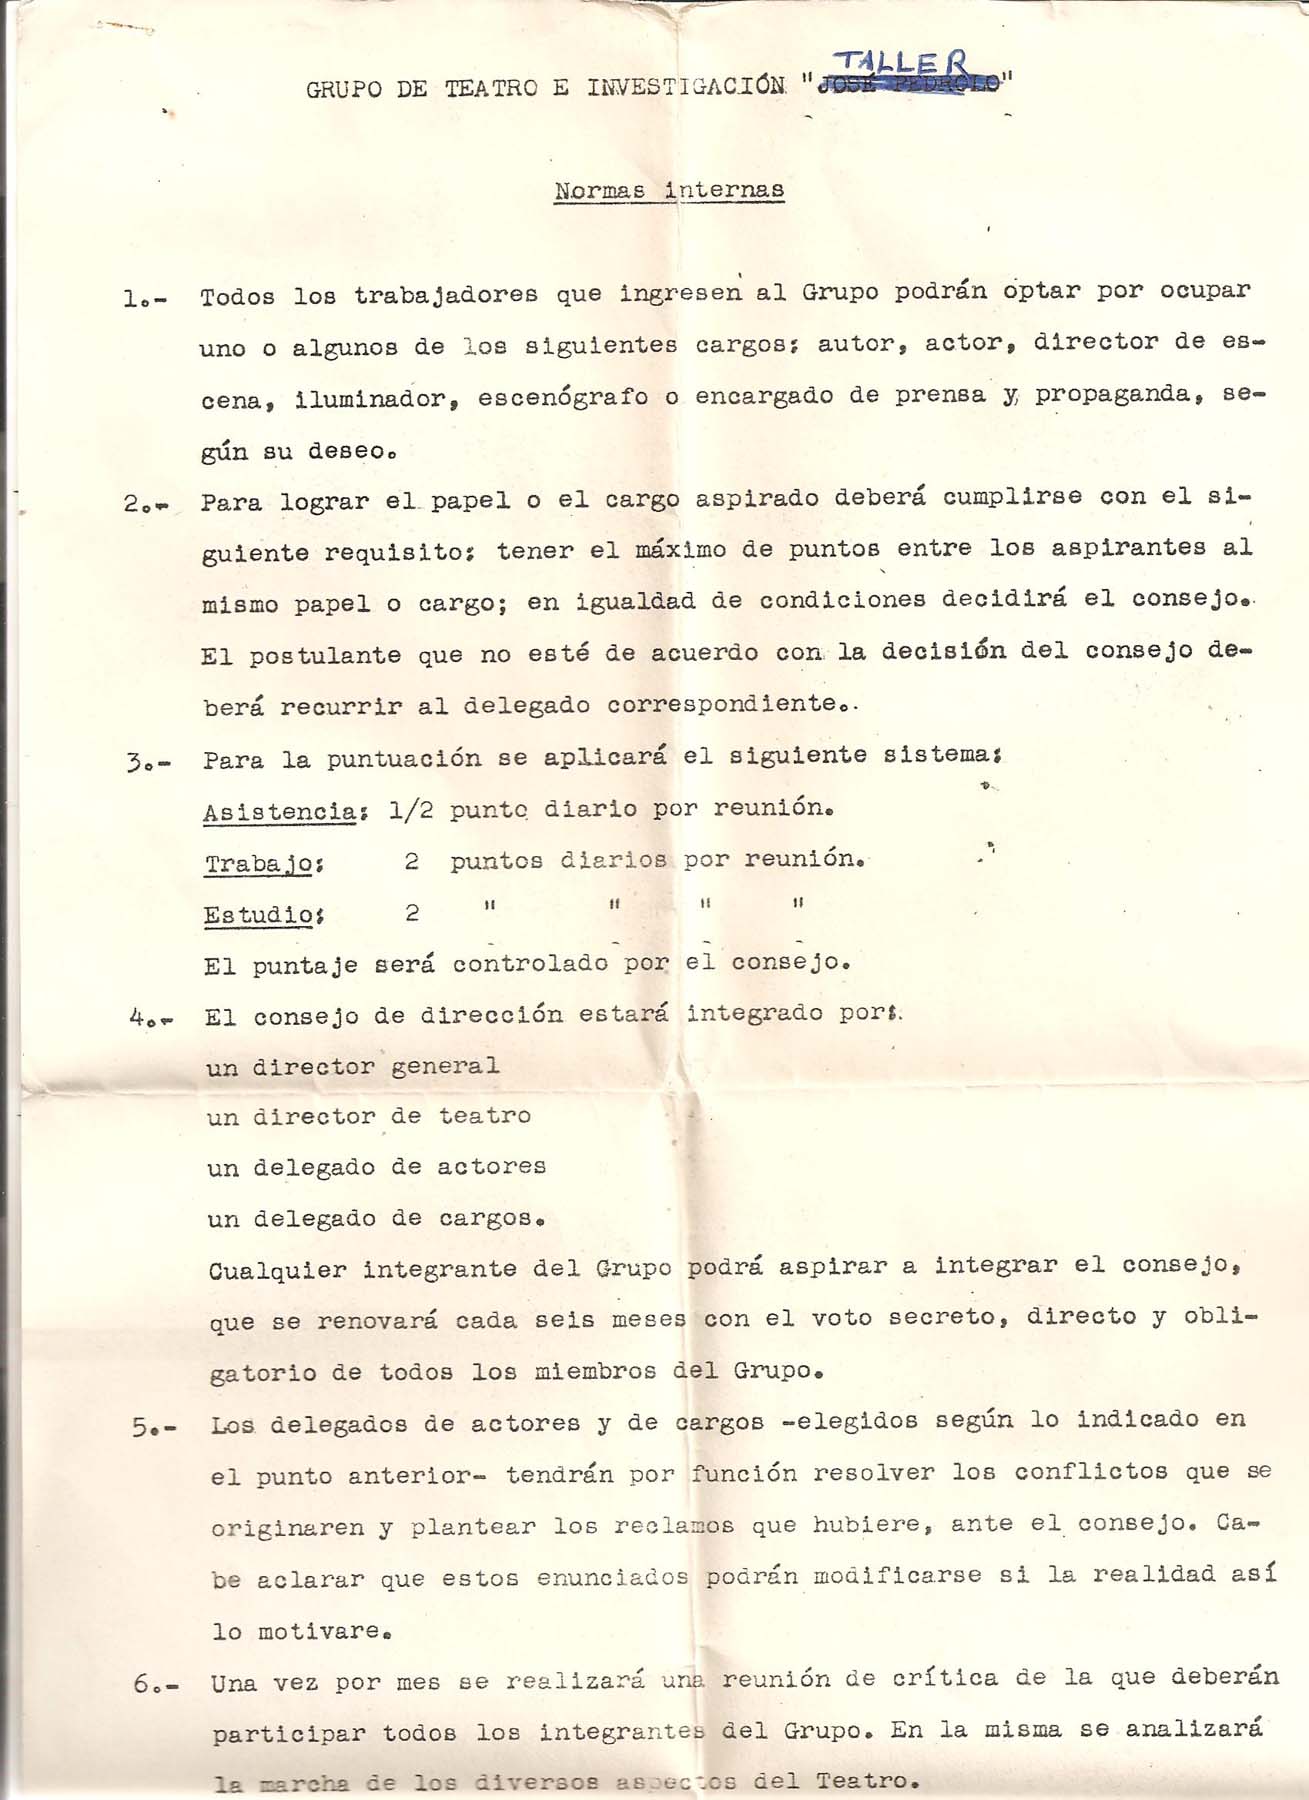 TALLER
GRUPO DE TEATRO E INVESTIGACIÓN "JOSÉ PEDROLO"
Normas internas
1.- Todos los trabajadores que ingresen al Grupo podrán optar por ocupar
uno o algunos de los siguientes cargos: autor, actor, director de es-
cena, iluminador, escenógrafo o encargado de prensa y propaganda, se-
gún su deseo.
2.- Para lograr el papel o el cargo aspirado deberá cumplirse con el si-
guiente requisito: tener el máximo de puntos entre los aspirantes al
mismo papel o cargo; en igualdad de condiciones decidirá el consejo.
El postulante que no esté de acuerdo con la decisión del consejo de-
berá recurrir al delegado correspondiente.
3.- Para la puntuación se aplicará el siguiente sistema:
Asistencia: 1/2 punto diario por reunión.
Trabajo: 2 puntos diarios por reunión.
Estudio: 2 " " " "
El puntaje será controlado por el consejo.
4.- El consejo de dirección estará integrado por:
un director general
un director de teatro
un delegado de actores
un delegado de cargos.
Cualquier integrante del Grupo podrá aspirar a integrar el consejo,
que se renovará cada seis meses con el voto secreto, directo y obli-
gatorio de todos los miembros del Grupo.
5.- Los delegados de actores y de cargos -elegidos según lo indicado en
el punto anterior- tendrán por función resolver los conflictos que se
originaren y plantear los reclamos que hubiere, ante el consejo. Ca-
be aclarar que estos enunciados podrán modificarse si la realidad así
lo motivare.
6.- Una vez por mes se realizará una reunión de crítica de la que deberán
participar todos los integrantes del Grupo. En la misma se analizará
la marcha de los diversos aspectos del Teatro.